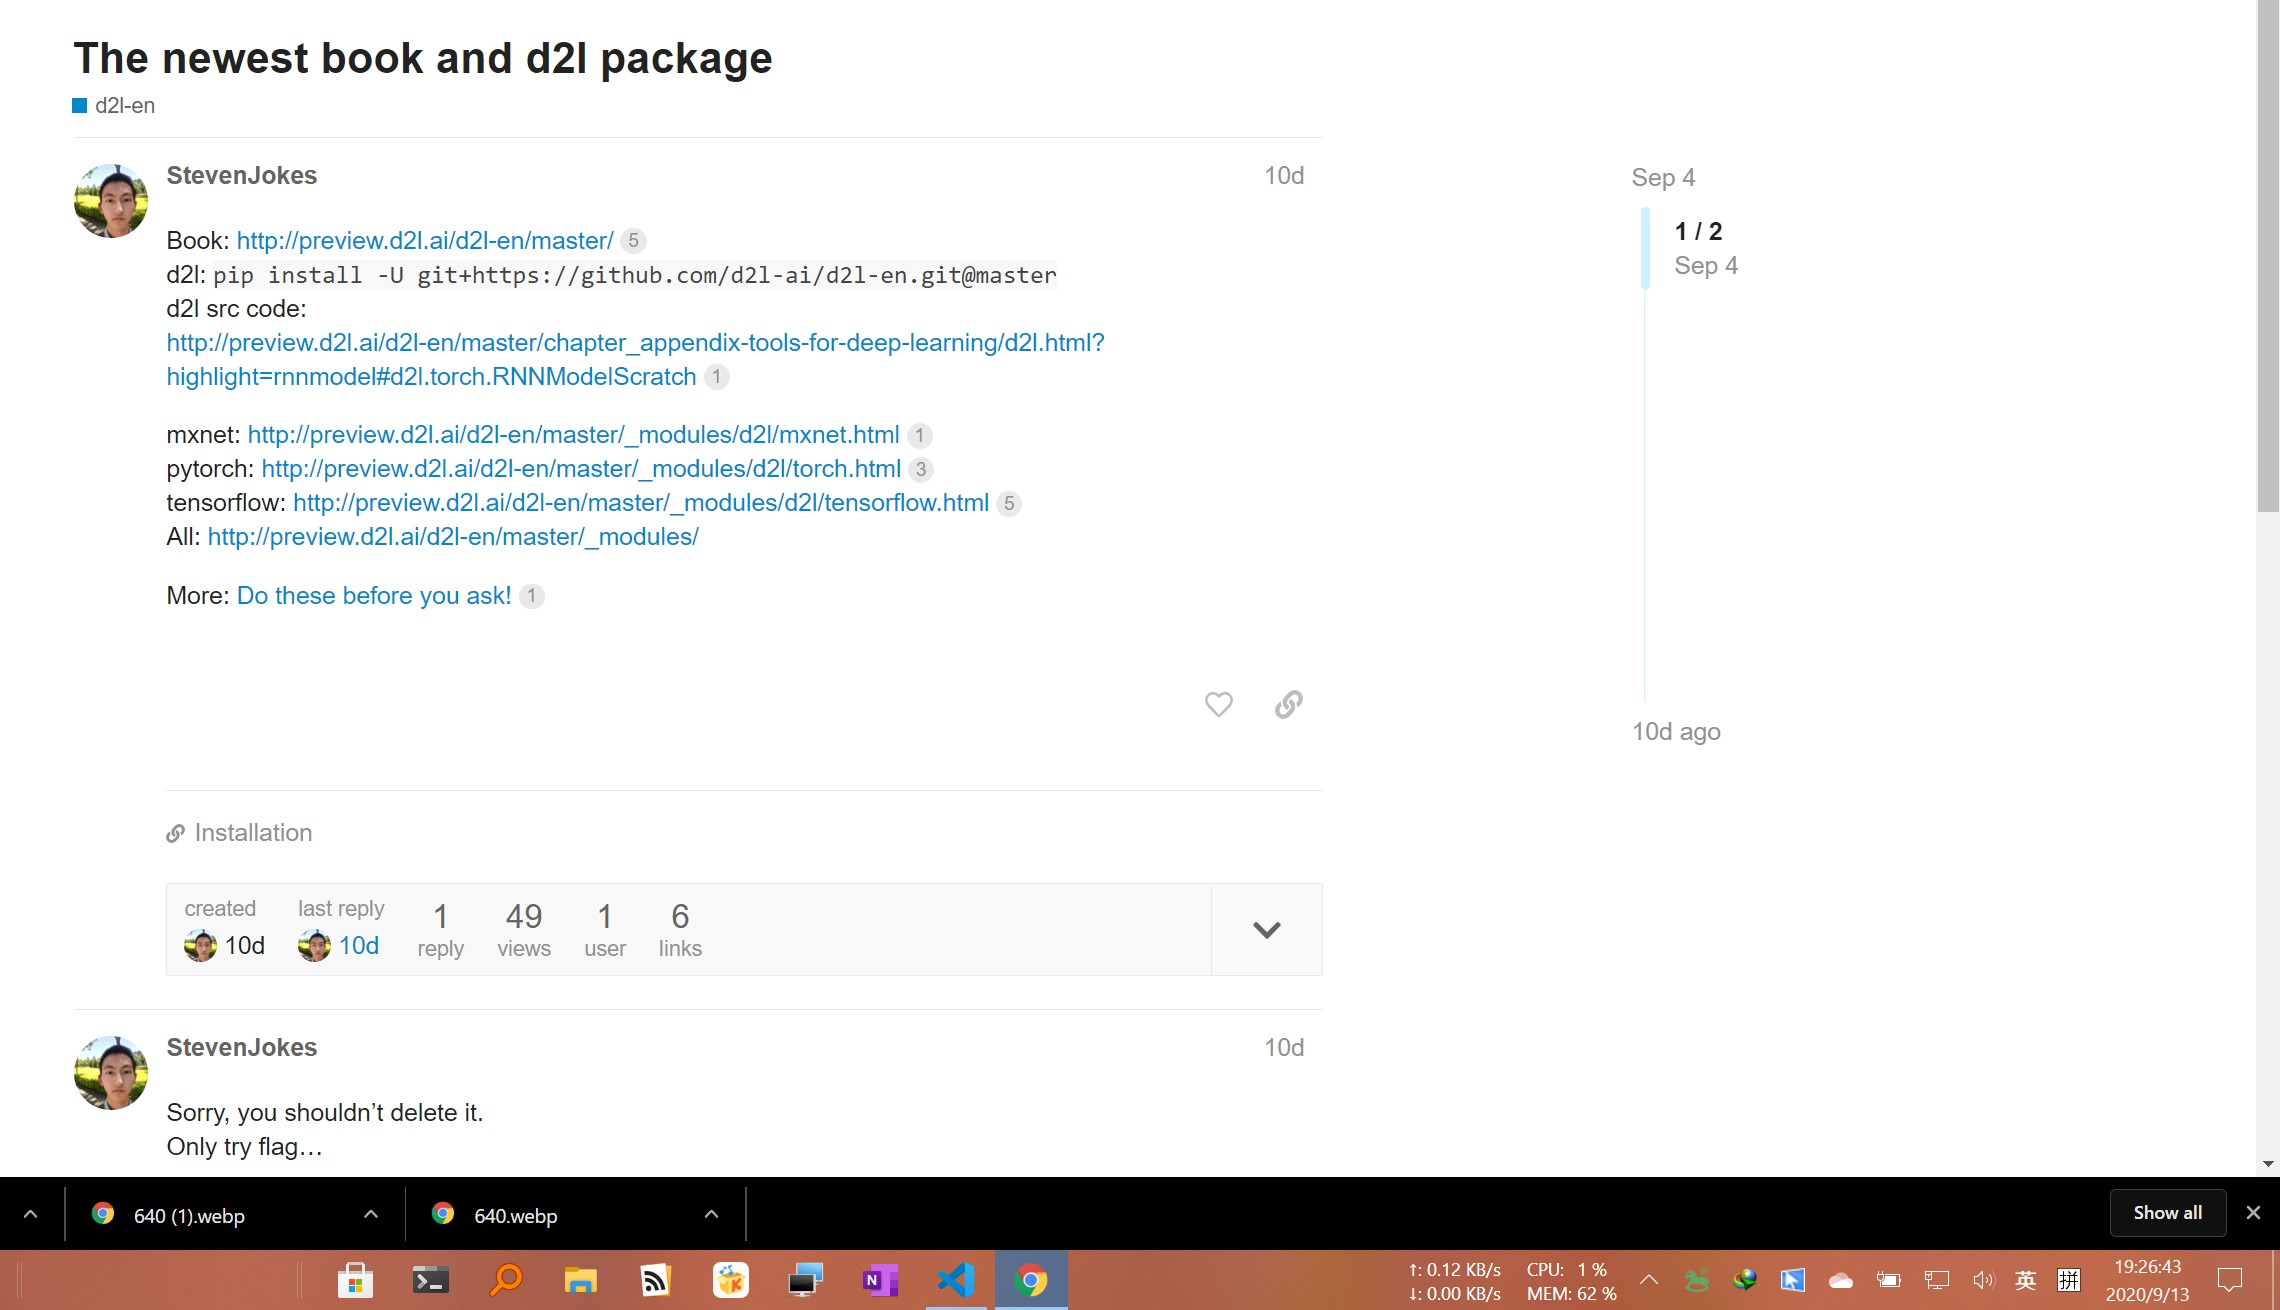 The newest book and d2l package
d2l-en
StevenJokes
10d
Book: http://preview.d2l.ai/d2l-en/master/ 5
d2l: pip install -U git+https://github.com/d2l-ai/d2l-en.git@master
d2l src code:
http://preview.d2l.ai/d2l-en/master/chapter_appendix-tools-for-deep-learning/d2l.html?
highlight=rnnmodel#d2l.torch.RNNModelScratch 1
mxnet: http://preview.d2l.ai/d2l-en/master/_modules/d2l/mxnet.html 1
pytorch: http://preview.d2l.ai/d2l-en/master/_modules/d2l/torch.html 3
tensorflow: http://preview.d2l.ai/d2l-en/master/_modules/d2l/tensorflow.html 5
All: http://preview.d2l.ai/d2l-en/master/_modules/
More: Do these before you ask! 1
Sep 4
1 / 2
Sep 4
10d ago
Installation
created
10d
last reply
10d
1
reply
49
views
1
user
6
links
StevenJokes
10d
Sorry, you shouldn’t delete it.
Only try flag…
640 (1).webp
640.webp
Show all
N
K
↑: 0.12 KB/s
↓: 0.00 KB/s
CPU: 1 %
MEM: 62 %
英
拼
19:26:43
2020/9/13